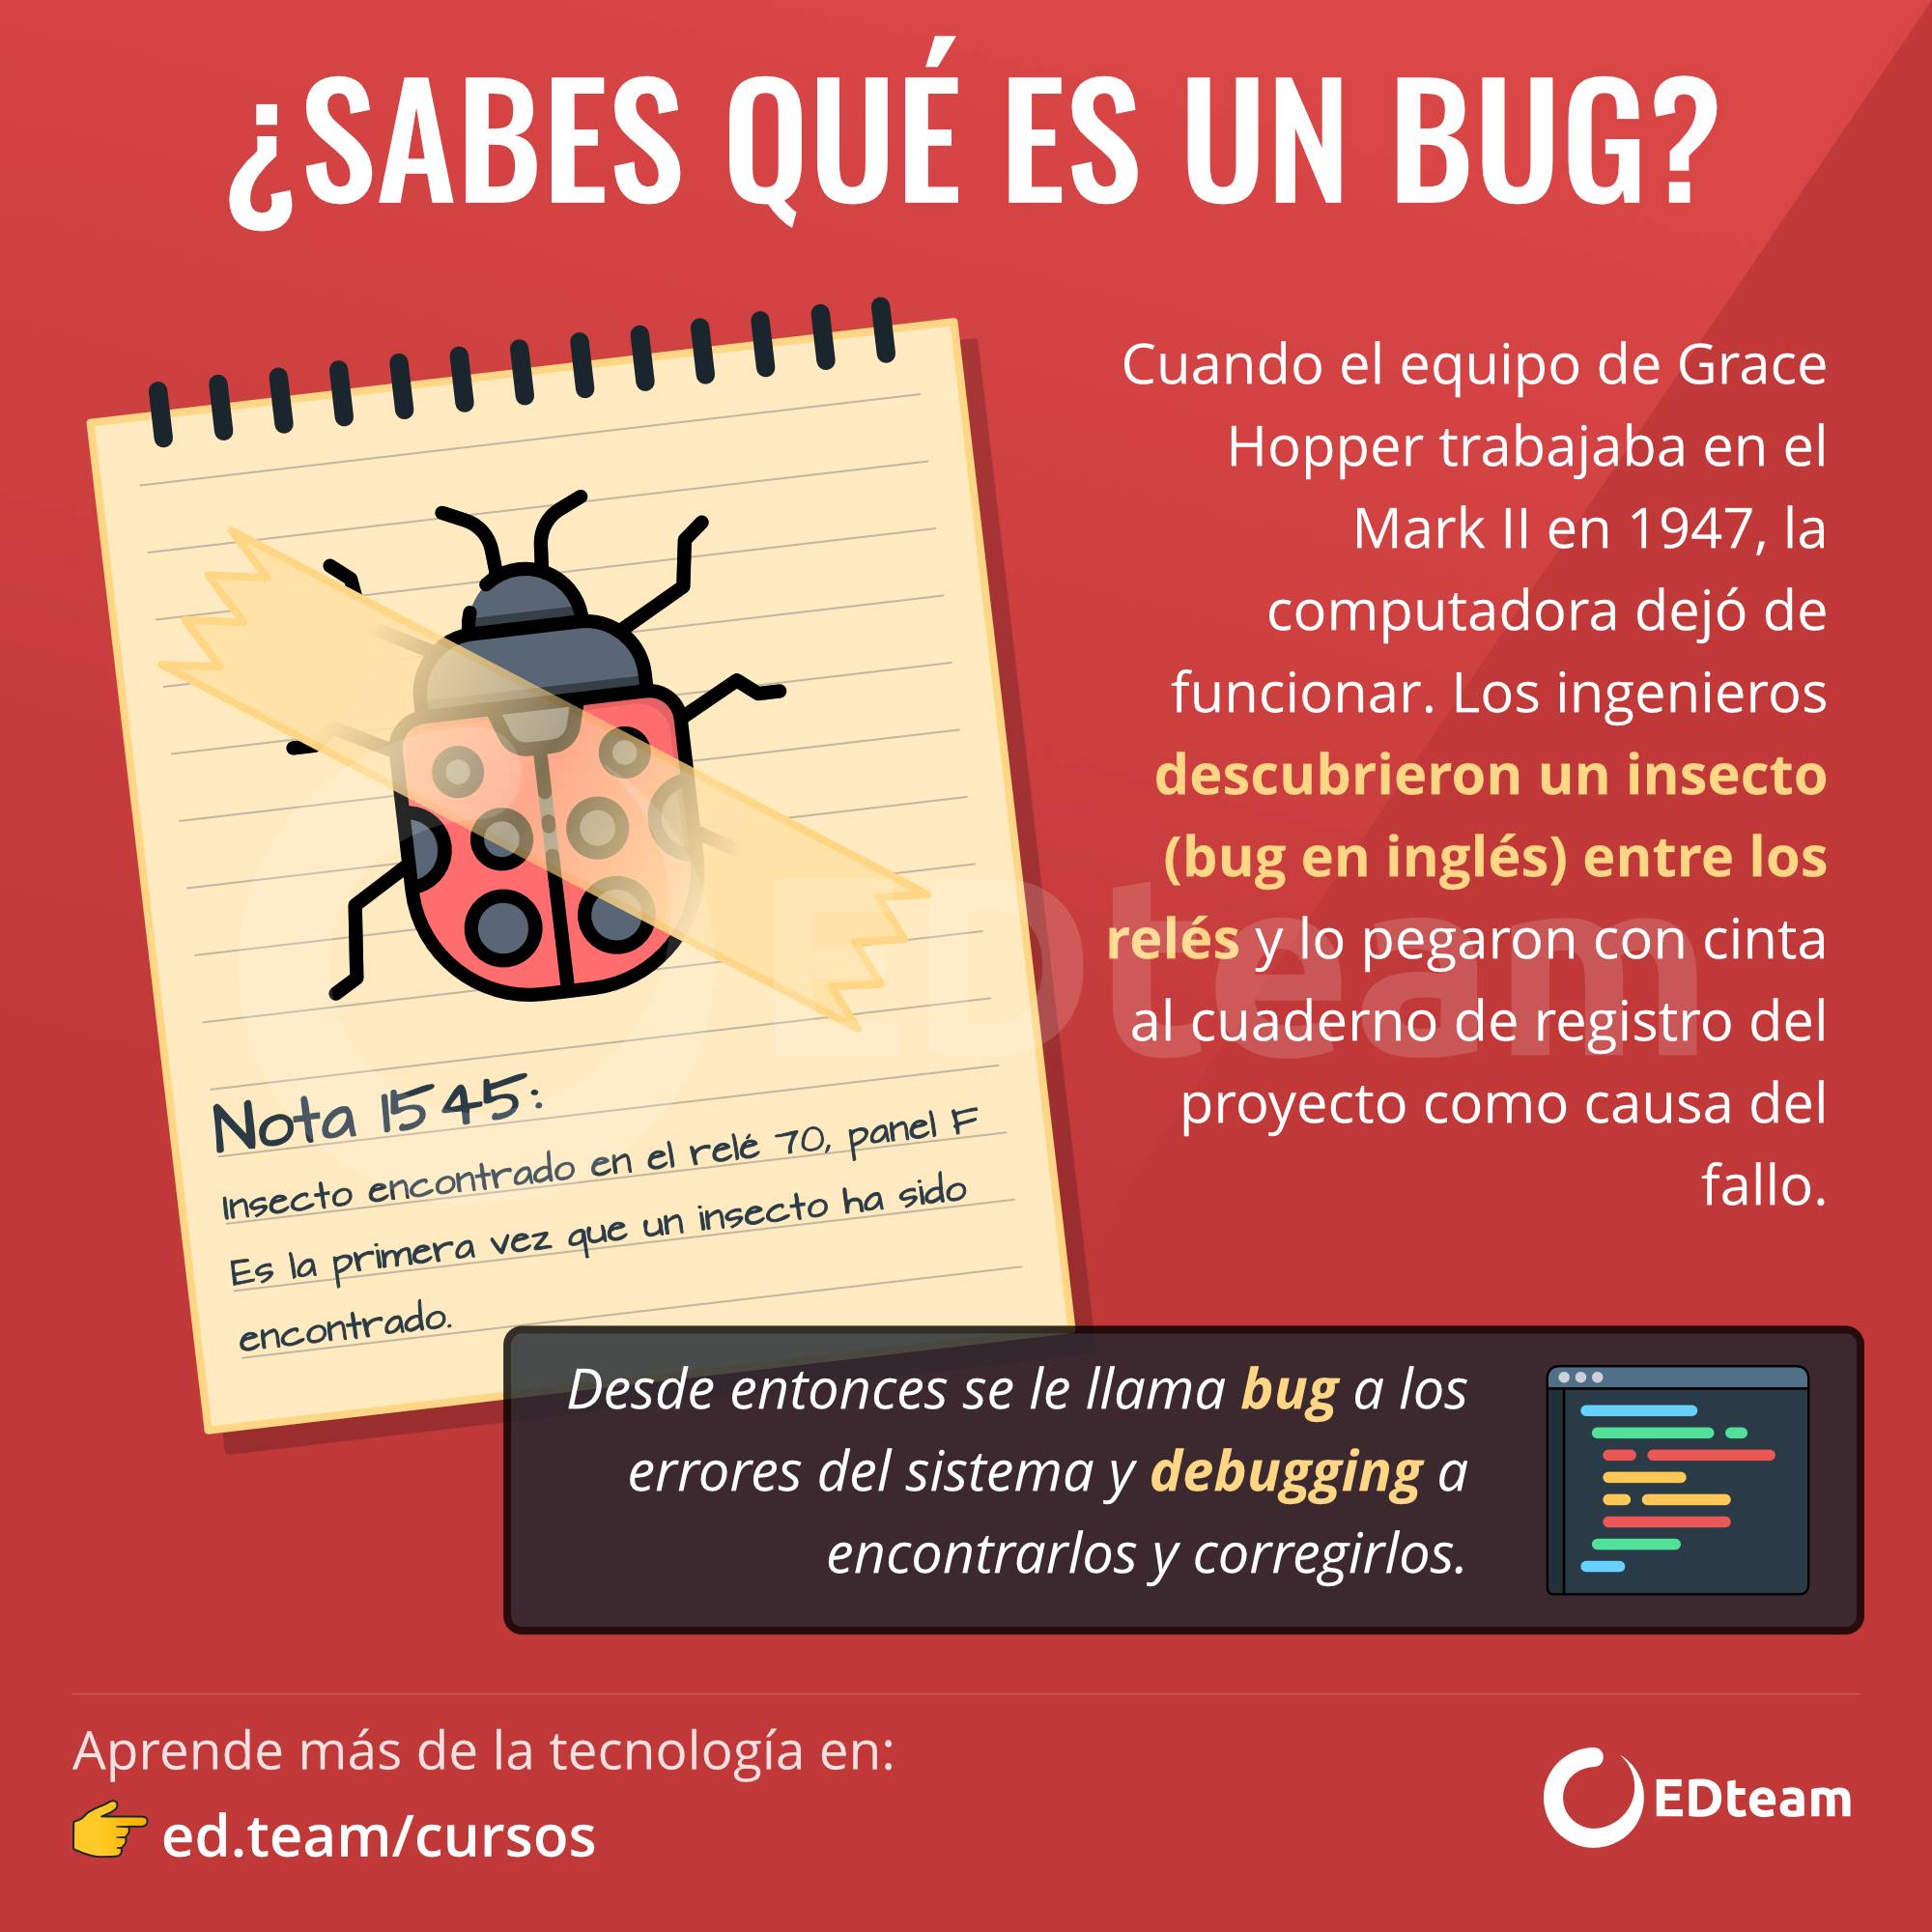 ¿SABES QUÉ ES UN BUG?
Cuando el equipo de Grace
Hopper trabajaba en el
Mark II en 1947, la
computadora dejó de
funcionar. Los ingenieros
descubrieron un insecto
(bug en inglés) entre los
relés y lo pegaron con cinta
al cuaderno de registro del
proyecto como causa del
fallo.
Nota 1545:
Insecto encontrado en el relé 70, panel F
Es la primera vez que un insecto ha sido
encontrado.
Desde entonces se le llama bug a los
errores del sistema y debugging a
encontrarlos y corregirlos.
Aprende más de la tecnología en:
ed.team/cursos
EDteam
EDteam